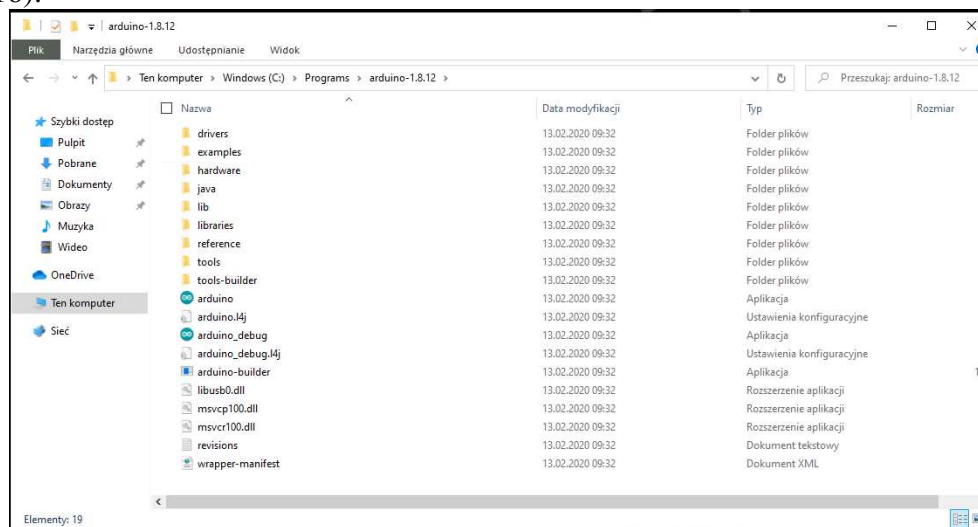 arduino-1.8.12
Plik Narzędzia główne Udostępnianie Widok
Ten komputer > Windows (C:) > Programs > arduino-1.8.12 >
Przeszukaj: arduino-1.8.12
Nazwa Data modyfikacji Typ Rozmiar
Szybki dostęp
Pulpit
Pobrane
Dokumenty
Obrazy
Muzyka
Wideo
OneDrive
Ten komputer
Sieć
drivers 13.02.2020 09:32 Folder plików
examples 13.02.2020 09:32 Folder plików
hardware 13.02.2020 09:32 Folder plików
java 13.02.2020 09:32 Folder plików
lib 13.02.2020 09:32 Folder plików
libraries 13.02.2020 09:32 Folder plików
reference 13.02.2020 09:32 Folder plików
tools 13.02.2020 09:32 Folder plików
tools-builder 13.02.2020 09:32 Folder plików
arduino 13.02.2020 09:32 Aplikacja
arduino.l4j 13.02.2020 09:32 Ustawienia konfiguracyjne
arduino_debug 13.02.2020 09:32 Aplikacja
arduino_debug.l4j 13.02.2020 09:32 Ustawienia konfiguracyjne
arduino-builder 13.02.2020 09:32 Aplikacja 1
libusb0.dll 13.02.2020 09:32 Rozszerzenie aplikacji
msvcp100.dll 13.02.2020 09:32 Rozszerzenie aplikacji
msvcr100.dll 13.02.2020 09:32 Rozszerzenie aplikacji
revisions 13.02.2020 09:32 Dokument tekstowy
wrapper-manifest 13.02.2020 09:32 Dokument XML
Elementy: 19